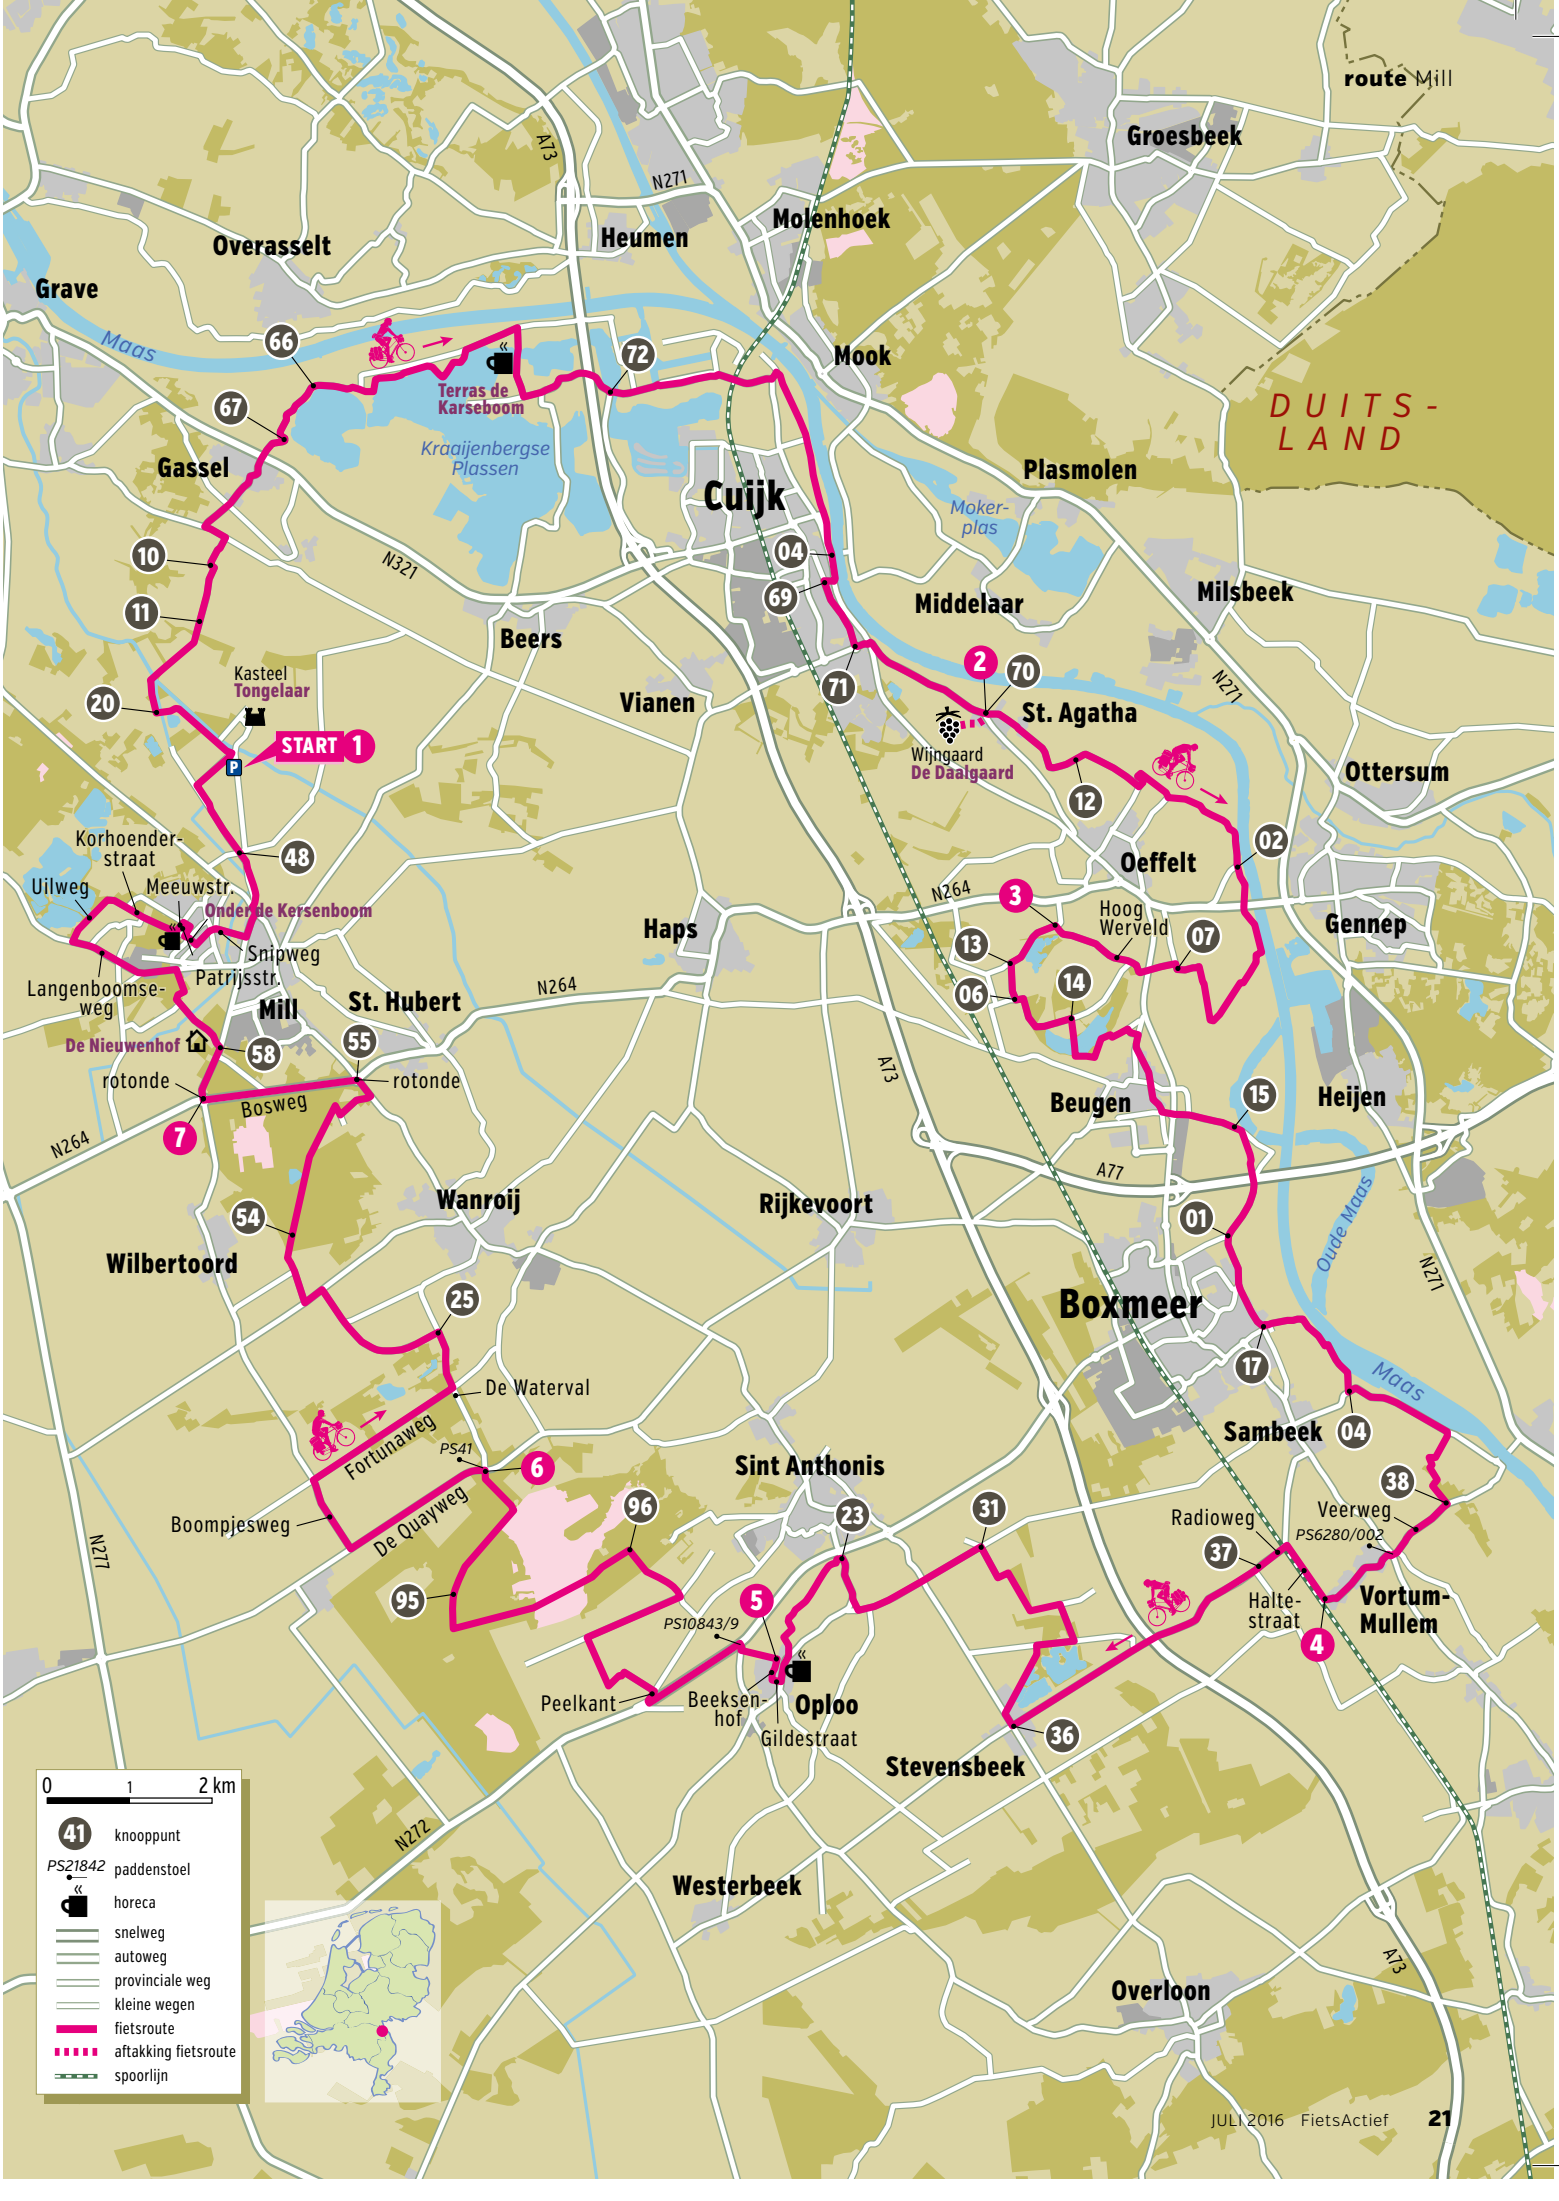 route Mill
Groesbeek
A73
N271
Molenhoek
Heumen
Overasselt
Grave
Maas
66
72
Mook
Terras de
Karseboom
67
DUITS-
LAND
Kraaijenbergse
Plassen
Gassel
Plasmolen
Cuijk
Moker-
plas
10
N321
04
Milsbeek
69
Middelaar
11
Beers
Kasteel
Tongelaar
2
70
71
N271
20
Vianen
St. Agatha
START 1
P
Wijngaard
De Daalgaard
Ottersum
12
Korhoender-
straat
48
02
Oeffelt
Uilweg
Meeuwstr.
N264
3
Onder de Kersenboom
Hoog
Werveld
Haps
Gennep
07
13
Snipweg
Patrijsstr.
Langenboomse-
weg
N264
14
06
St. Hubert
Mill
De Nieuwenhof
58
55
A73
rotonde
rotonde
Bosweg
Beugen
15
Heijen
7
N264
A77
Wanroij
Rijkevoort
54
01
Oude Maas
Wilbertoord
N271
25
Boxmeer
17
Maas
De Waterval
Fortunaweg
Sambeek
04
PS41
6
Sint Anthonis
38
De Quayweg
96
31
23
Veerweg
Boompjesweg
Radioweg
PS6280/002
N277
37
95
5
Halte-
straat
Vortum-
Mullem
PS10843/9
4
Peelkant
Beeksen-
hof
Oploo
Gildestraat
36
Stevensbeek
0 1 2 km
41 knooppunt
N272
PS21842 paddenstoel
Westerbeek
horeca
snelweg
autoweg
A73
provinciale weg
Overloon
kleine wegen
fietsroute
aftakking fietsroute
spoorlijn
JULI 2016 FietsActief 21